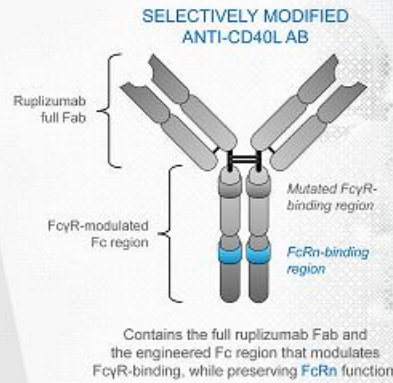 SELECTIVELY MODIFIED
ANTI-CD40L AB
Ruplizumab
full Fab
Mutated FcγR-
binding region
FcγR-modulated
Fc region
FcRn-binding
region
Contains the full ruplizumab Fab and
the engineered Fc region that modulates
FcγR-binding, while preserving FcRn function